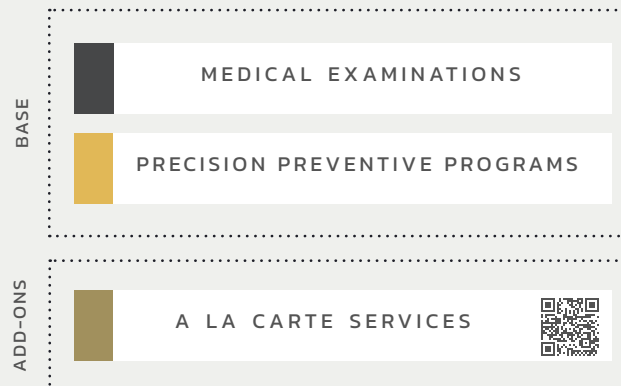 BASE
MEDICAL EXAMINATIONS
PRECISION PREVENTIVE PROGRAMS
ADD-ONS
A LA CARTE SERVICES